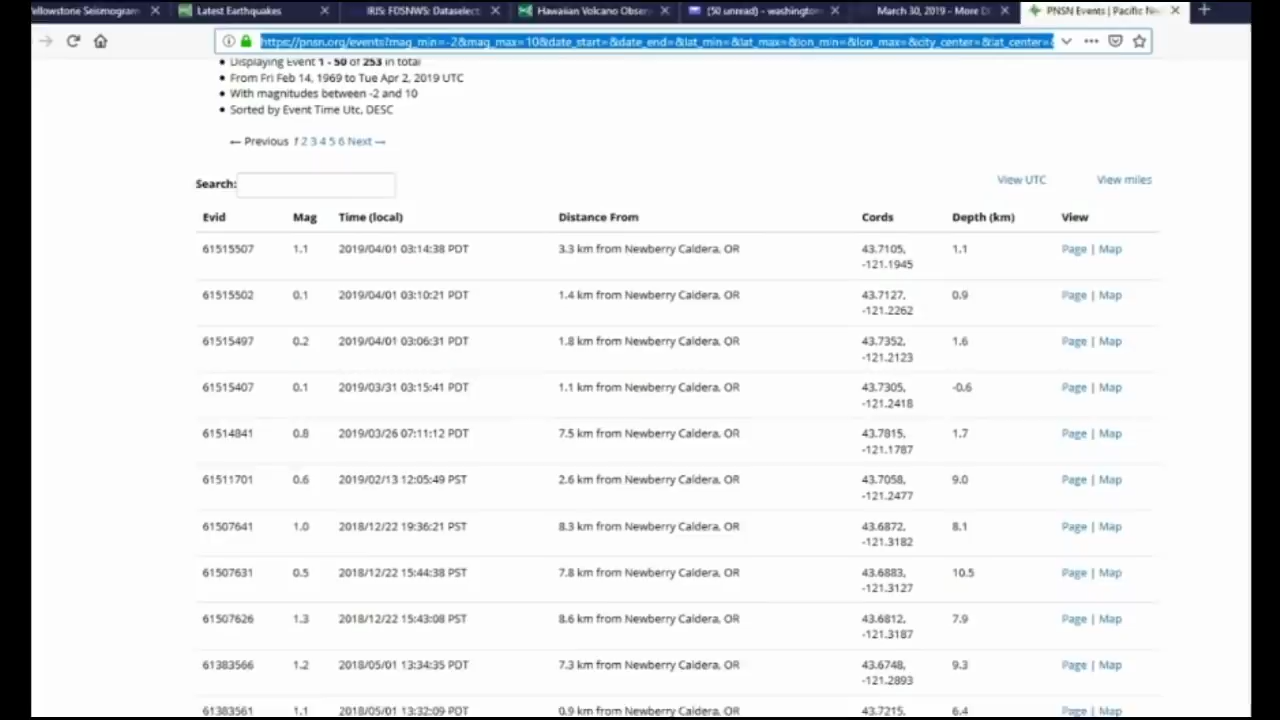 ellowstone Seismogram
Latest Earthquakes
IRIS: FDSNWS: Dataselect
Hawaiian Volcano Obser
(50 unread) - washington
March 30, 2019 - More D
PNSN Events | Pacific N
https://pnsn.org/events?mag_min=-2&mag_max=10&date_start=&date_end=&lat_min=&lat_max=&lon_min=&lon_max=&city_center=&lat_center=&
• Displaying Event 1 - 50 of 253 in total
• From Fri Feb 14, 1969 to Tue Apr 2, 2019 UTC
• With magnitudes between -2 and 10
• Sorted by Event Time Utc, DESC
← Previous 1 2 3 4 5 6 Next →
Search:
View UTC View miles
Evid Mag Time (local) Distance From Cords Depth (km) View
61515507 1.1 2019/04/01 03:14:38 PDT 3.3 km from Newberry Caldera, OR 43.7105, 1.1 Page | Map
-121.1945
61515502 0.1 2019/04/01 03:10:21 PDT 1.4 km from Newberry Caldera, OR 43.7127, 0.9 Page | Map
-121.2262
61515497 0.2 2019/04/01 03:06:31 PDT 1.8 km from Newberry Caldera, OR 43.7352, 1.6 Page | Map
-121.2123
61515407 0.1 2019/03/31 03:15:41 PDT 1.1 km from Newberry Caldera, OR 43.7305, -0.6 Page | Map
-121.2418
61514841 0.8 2019/03/26 07:11:12 PDT 7.5 km from Newberry Caldera, OR 43.7815, 1.7 Page | Map
-121.1787
61511701 0.6 2019/02/13 12:05:49 PST 2.6 km from Newberry Caldera, OR 43.7058, 9.0 Page | Map
-121.2477
61507641 1.0 2018/12/22 19:36:21 PST 8.3 km from Newberry Caldera, OR 43.6872, 8.1 Page | Map
-121.3182
61507631 0.5 2018/12/22 15:44:38 PST 7.8 km from Newberry Caldera, OR 43.6883, 10.5 Page | Map
-121.3127
61507626 1.3 2018/12/22 15:43:08 PST 8.6 km from Newberry Caldera, OR 43.6812, 7.9 Page | Map
-121.3187
61383566 1.2 2018/05/01 13:34:35 PDT 7.3 km from Newberry Caldera, OR 43.6748, 9.3 Page | Map
-121.2893
61383561 1.1 2018/05/01 13:32:09 PDT 0.9 km from Newberry Caldera, OR 43.7215, 6.4 Page | Map